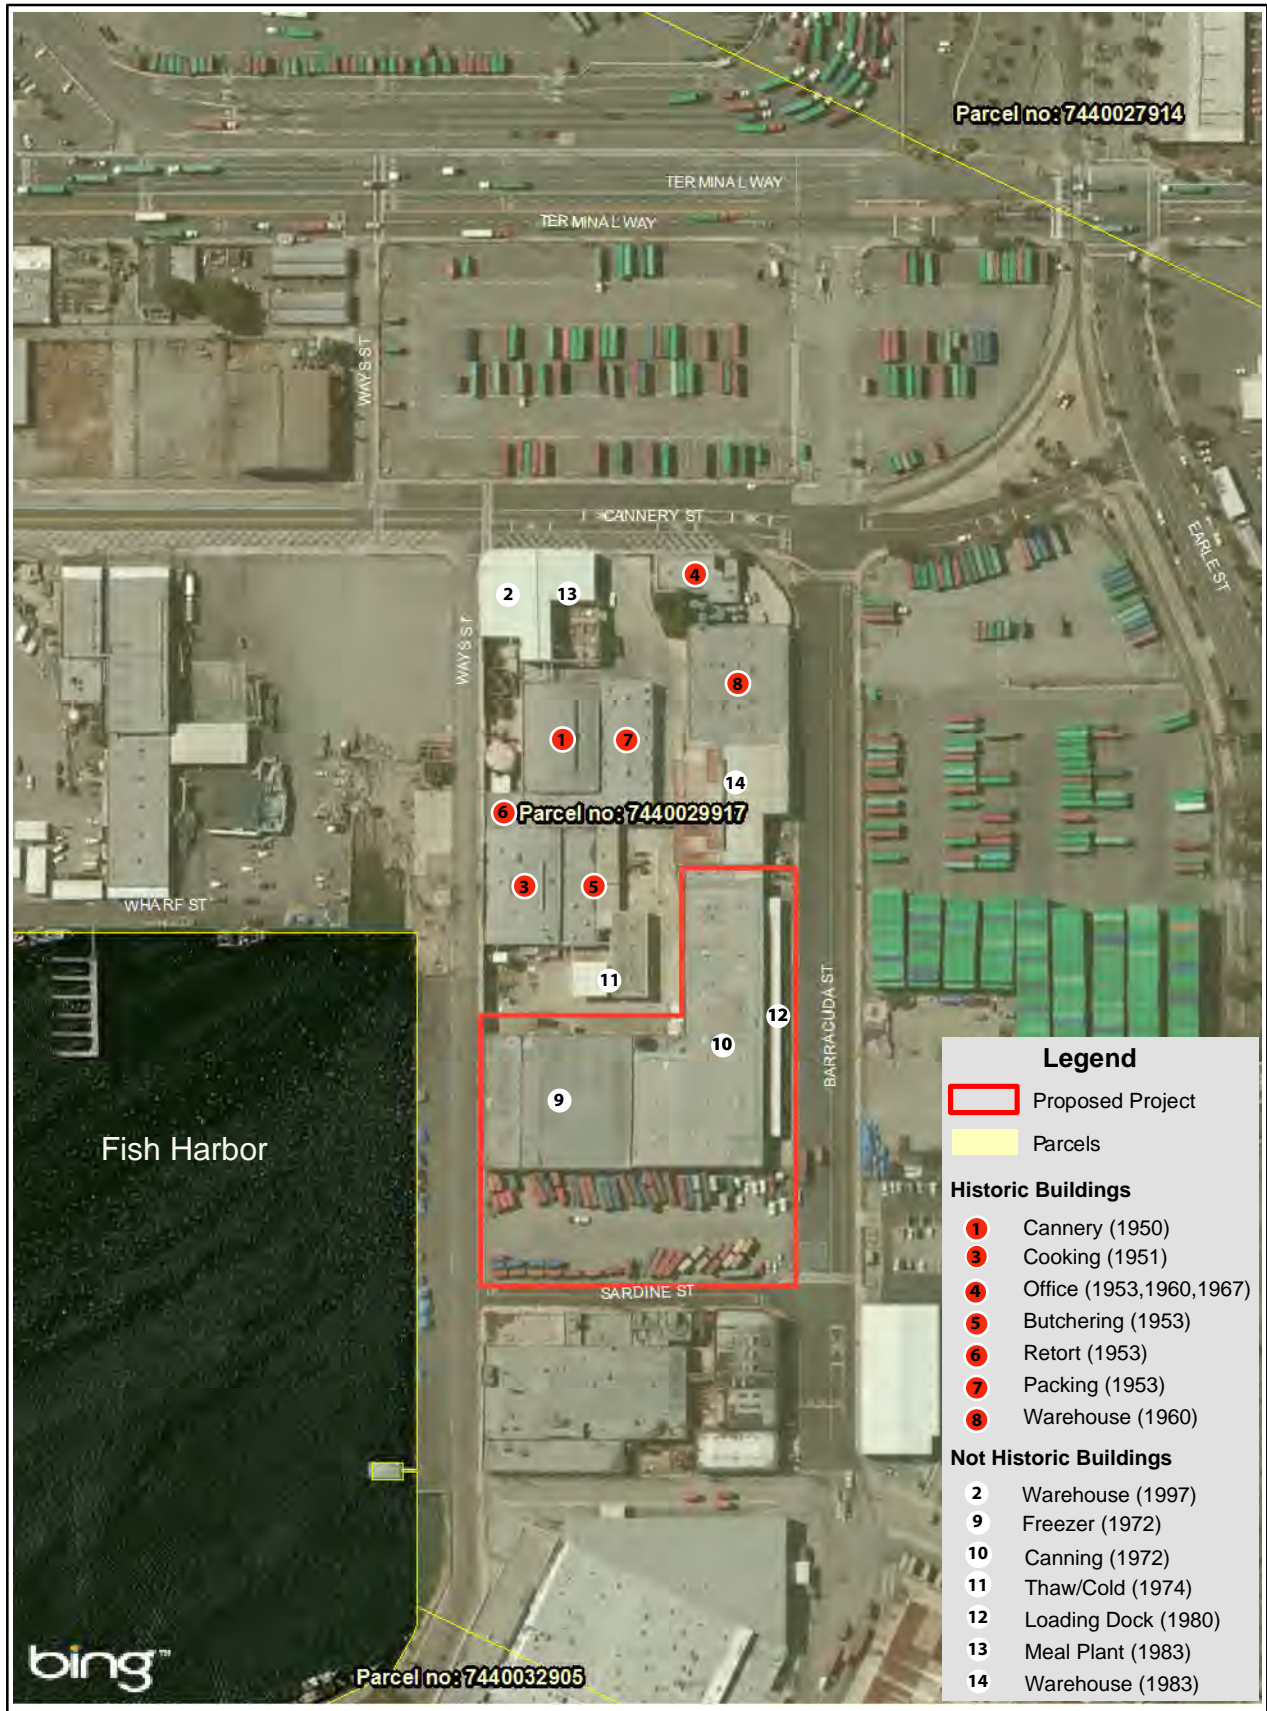 Parcel no: 7440027914
TERMINAL WAY
TERMINAL WAY
WAYS ST
CANNERY ST
EARLE ST
4
2
13
WAYS ST
8
1
7
14
6 Parcel no: 7440029917
3
5
WHARF ST
11
BARRACUDA ST
12
10
9
Fish Harbor
SARDINE ST
Parcel no: 7440032905
bing™
Legend
Proposed Project
Parcels
Historic Buildings
1 Cannery (1950)
3 Cooking (1951)
4 Office (1953,1960,1967)
5 Butchering (1953)
6 Retort (1953)
7 Packing (1953)
8 Warehouse (1960)
Not Historic Buildings
2 Warehouse (1997)
9 Freezer (1972)
10 Canning (1972)
11 Thaw/Cold (1974)
12 Loading Dock (1980)
13 Meal Plant (1983)
14 Warehouse (1983)